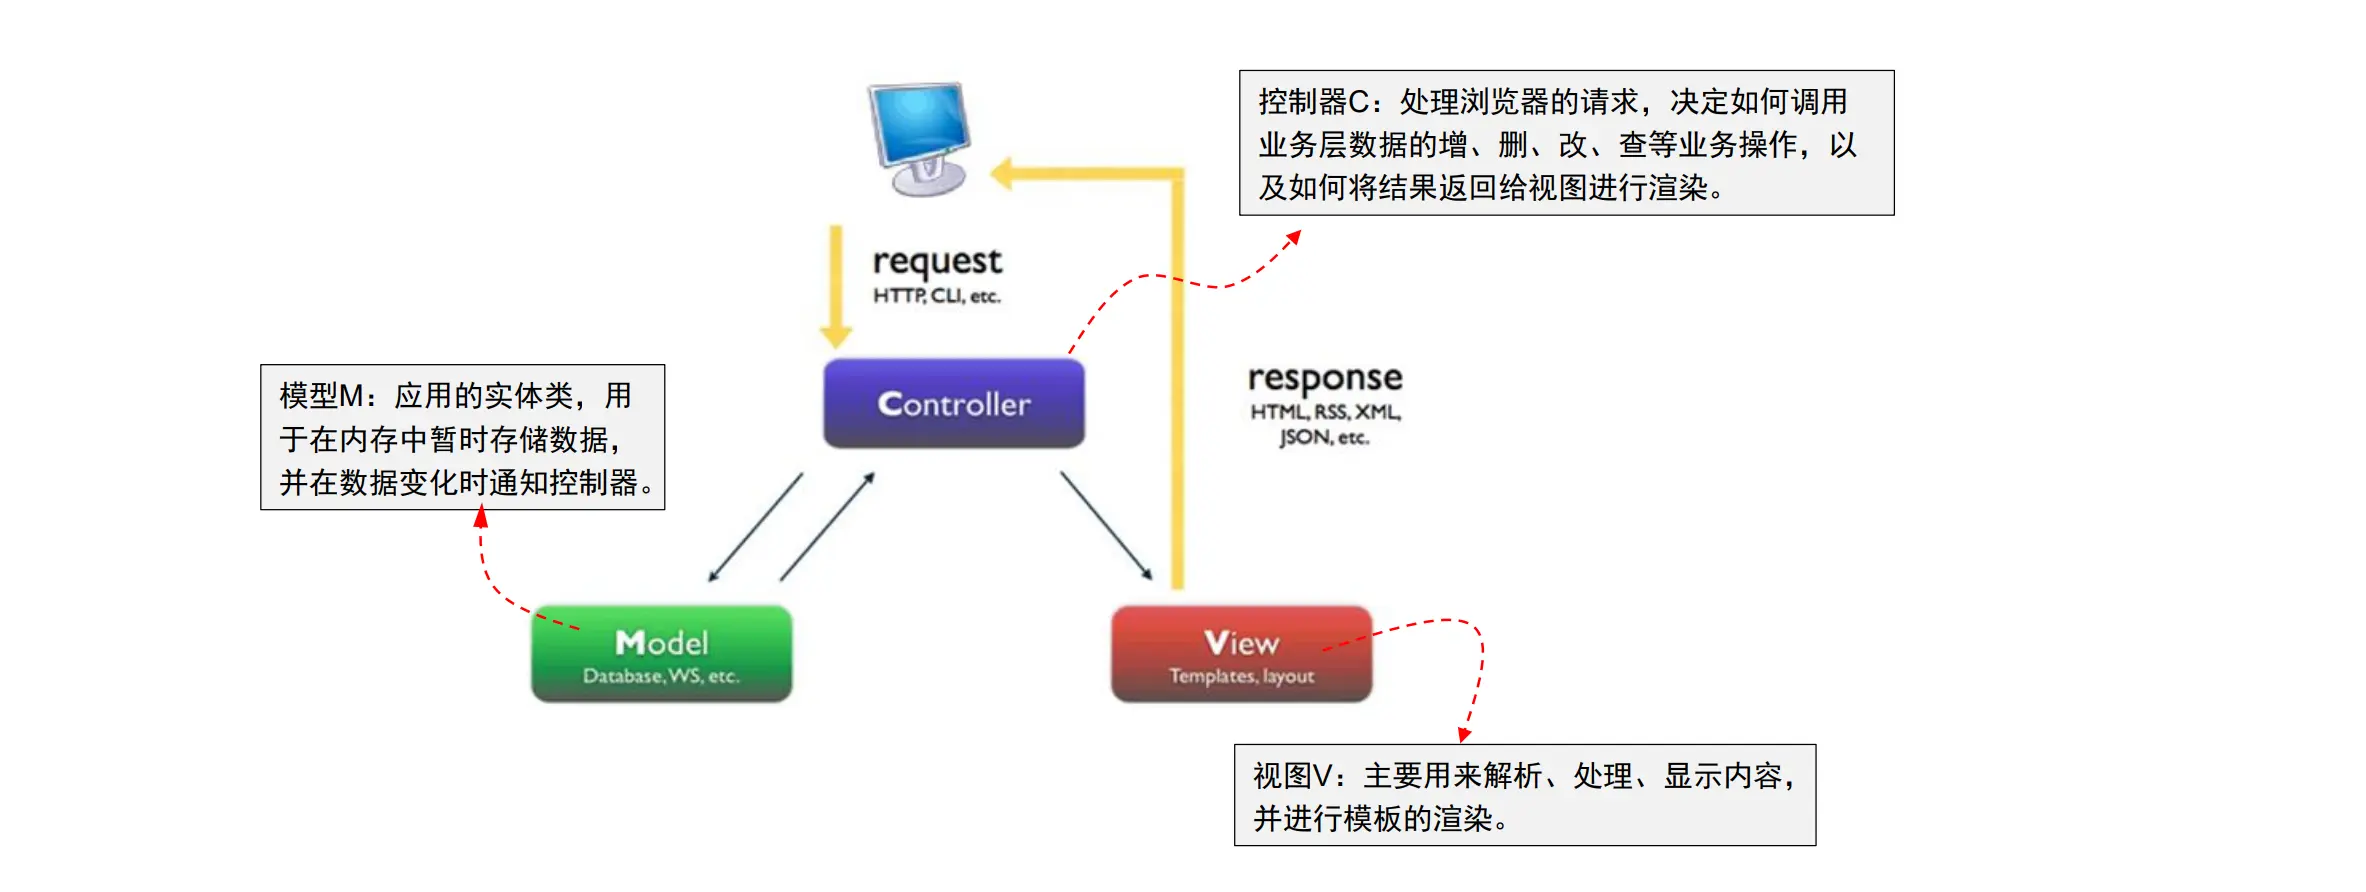 控制器C：处理浏览器的请求，决定如何调用
业务层数据的增、删、改、查等业务操作，以
及如何将结果返回给视图进行渲染。
request
HTTP, CLI, etc.
Controller
response
HTML, RSS, XML,
JSON, etc.
模型M：应用的实体类，用
于在内存中暂时存储数据，
并在数据变化时通知控制器。
Model
Database, WS, etc.
View
Templates, layout
视图V：主要用来解析、处理、显示内容，
并进行模板的渲染。